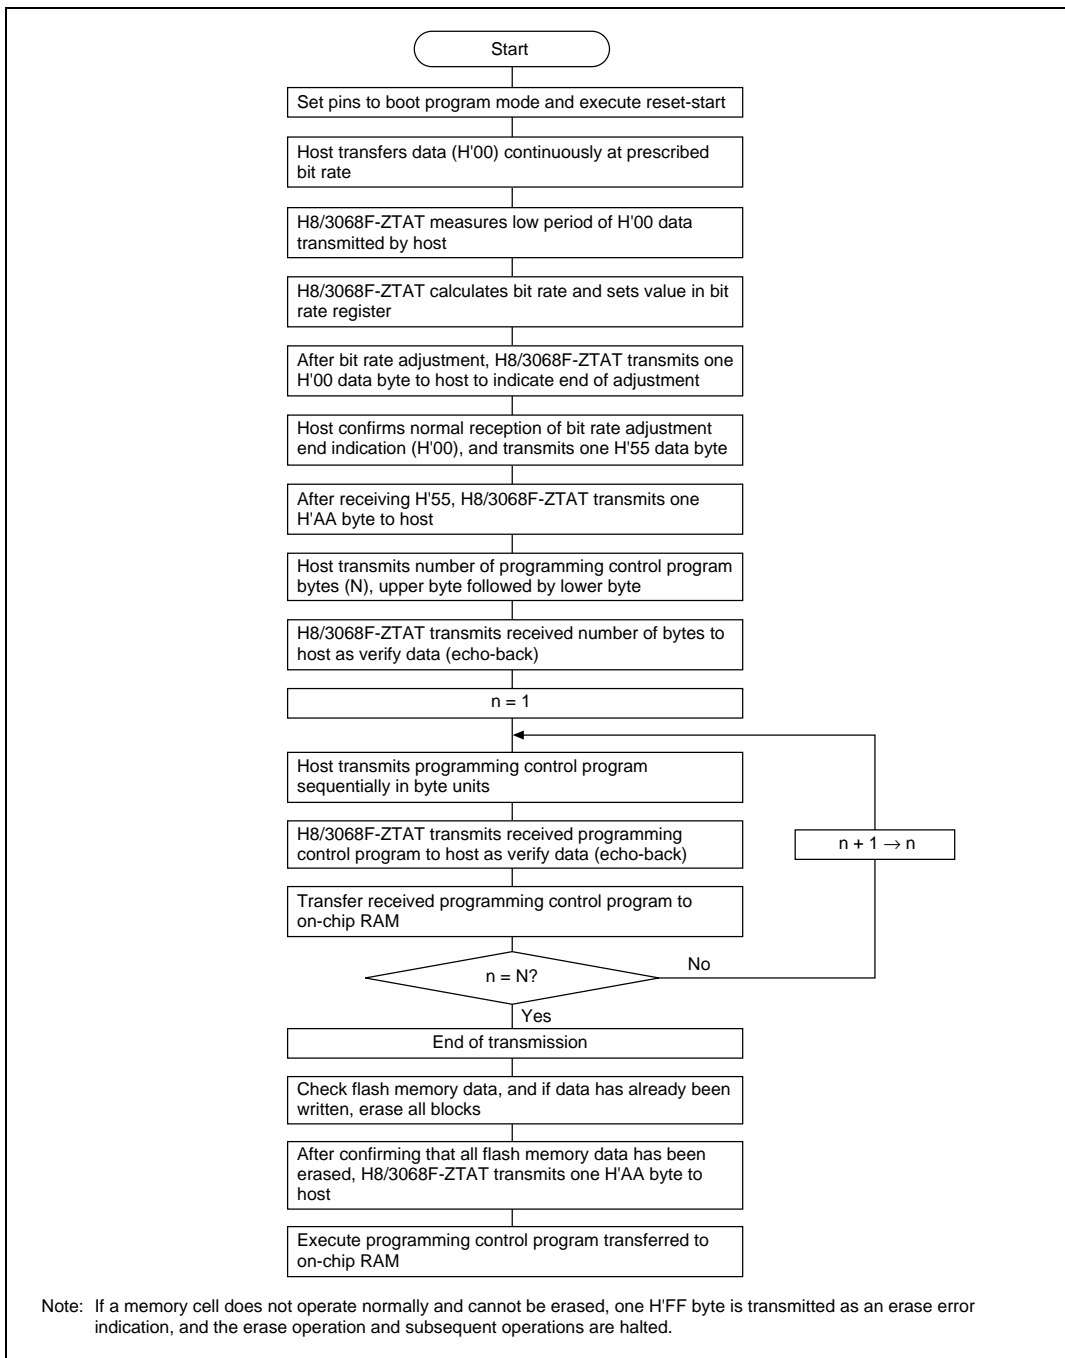 Start
Set pins to boot program mode and execute reset-start
Host transfers data (H'00) continuously at prescribed
bit rate
H8/3068F-ZTAT measures low period of H'00 data
transmitted by host
H8/3068F-ZTAT calculates bit rate and sets value in bit
rate register
After bit rate adjustment, H8/3068F-ZTAT transmits one
H'00 data byte to host to indicate end of adjustment
Host confirms normal reception of bit rate adjustment
end indication (H'00), and transmits one H'55 data byte
After receiving H'55, H8/3068F-ZTAT transmits one
H'AA byte to host
Host transmits number of programming control program
bytes (N), upper byte followed by lower byte
H8/3068F-ZTAT transmits received number of bytes to
host as verify data (echo-back)
n = 1
Host transmits programming control program
sequentially in byte units
H8/3068F-ZTAT transmits received programming
control program to host as verify data (echo-back)
n + 1 → n
Transfer received programming control program to
on-chip RAM
n = N?
No
Yes
End of transmission
Check flash memory data, and if data has already been
written, erase all blocks
After confirming that all flash memory data has been
erased, H8/3068F-ZTAT transmits one H'AA byte to
host
Execute programming control program transferred to
on-chip RAM
Note: If a memory cell does not operate normally and cannot be erased, one H'FF byte is transmitted as an erase error
indication, and the erase operation and subsequent operations are halted.